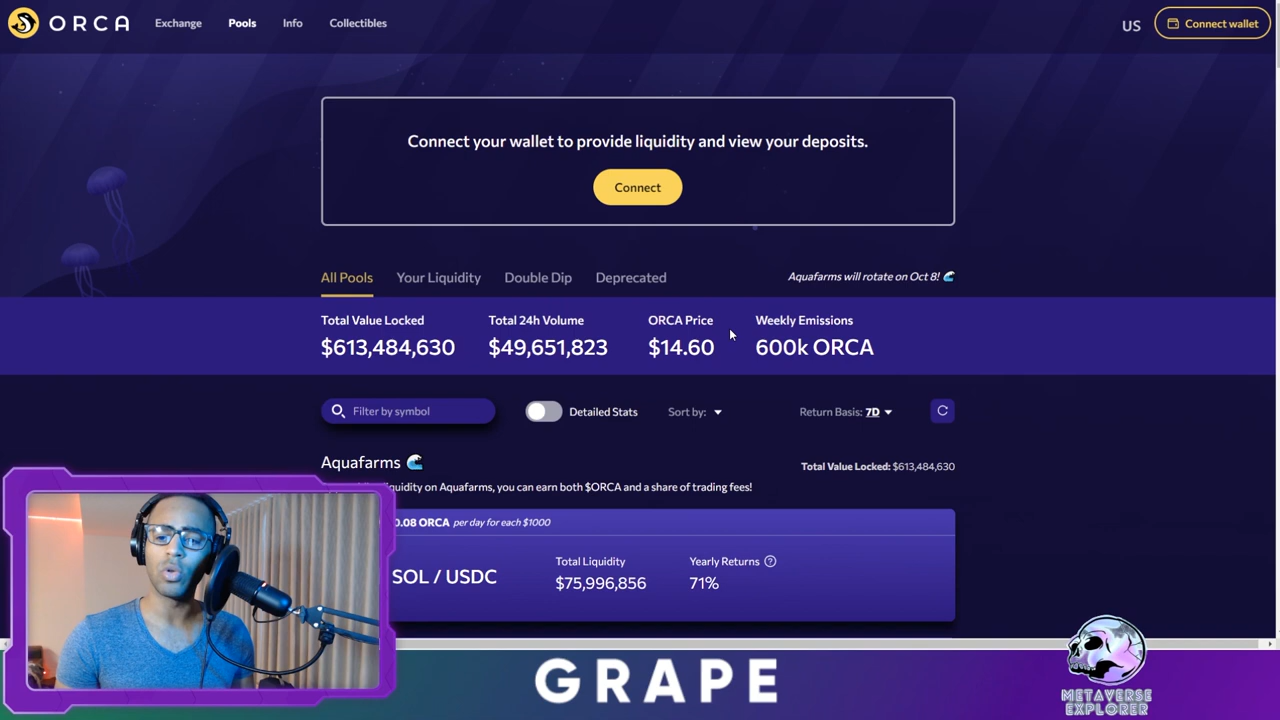 ORCA Exchange Pools Info Collectibles US Connect wallet
Connect your wallet to provide liquidity and view your deposits.
Connect
All Pools Your Liquidity Double Dip Deprecated Aquafarms will rotate on Oct 8!
Total Value Locked Total 24h Volume ORCA Price Weekly Emissions
$613,484,630 $49,651,823 $14.60 600k ORCA
Filter by symbol Detailed Stats Sort by: Return Basis: 7D
Aquafarms Total Value Locked: $613,484,630
liquidity on Aquafarms, you can earn both $ORCA and a share of trading fees!
0.08 ORCA per day for each $1000
Total Liquidity Yearly Returns ?
SOL / USDC $75,996,856 71%
GRAPE
METAVERSE
EXPLORER